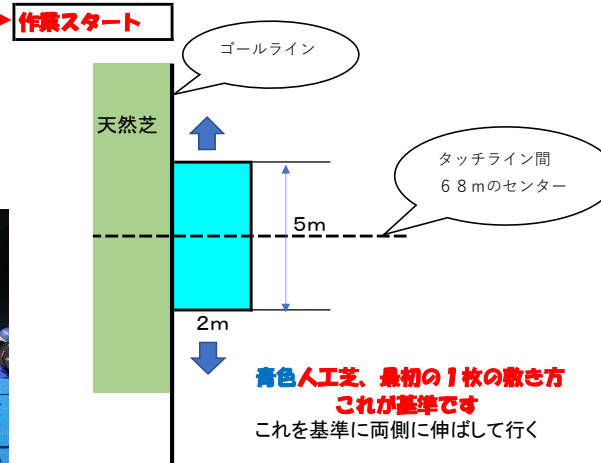 作業スタート
ゴールライン
天然芝
タッチライン間
68mのセンター
5m
2m
青色人工芝、最初の1枚の敷き方
これが基準です
これを基準に両側に伸ばして行く